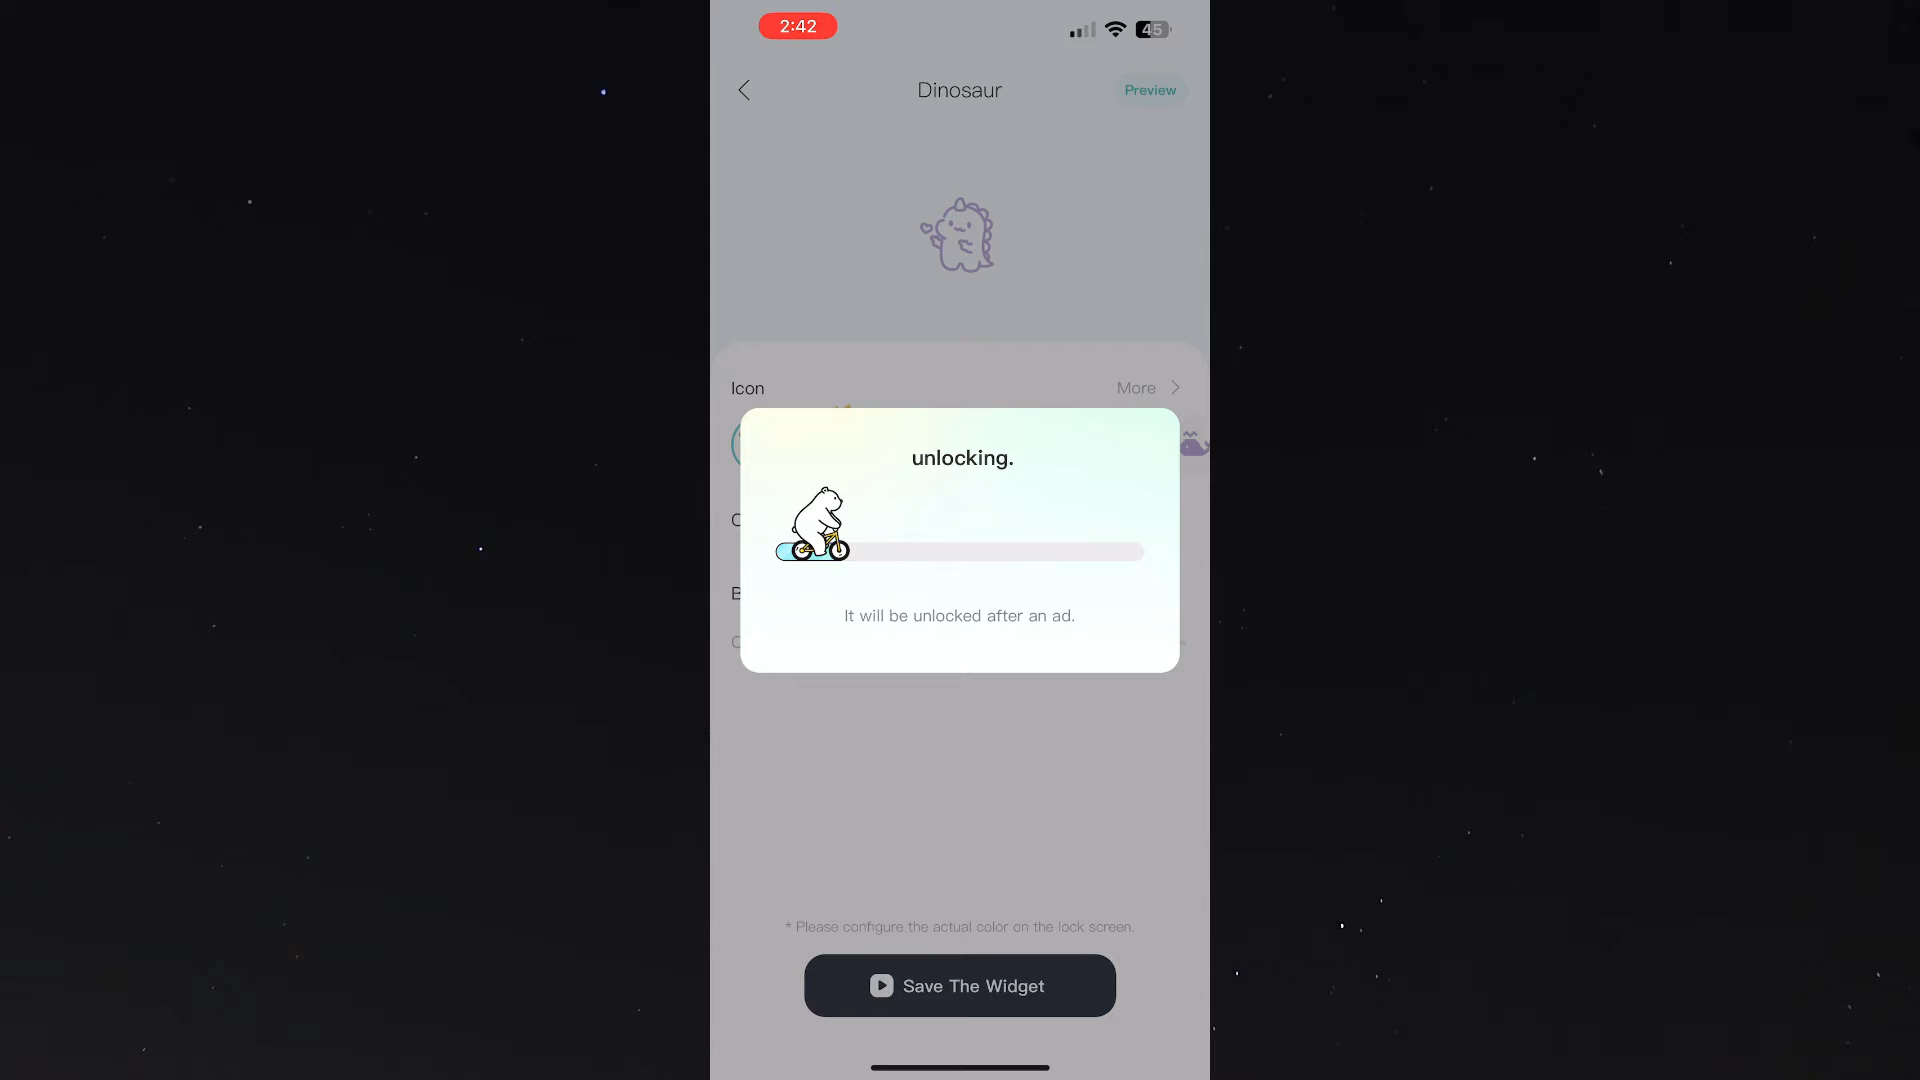 2:42
45
Dinosaur
Preview
Icon
More
unlocking.
It will be unlocked after an ad.
* Please configure the actual color on the lock screen.
Save The Widget